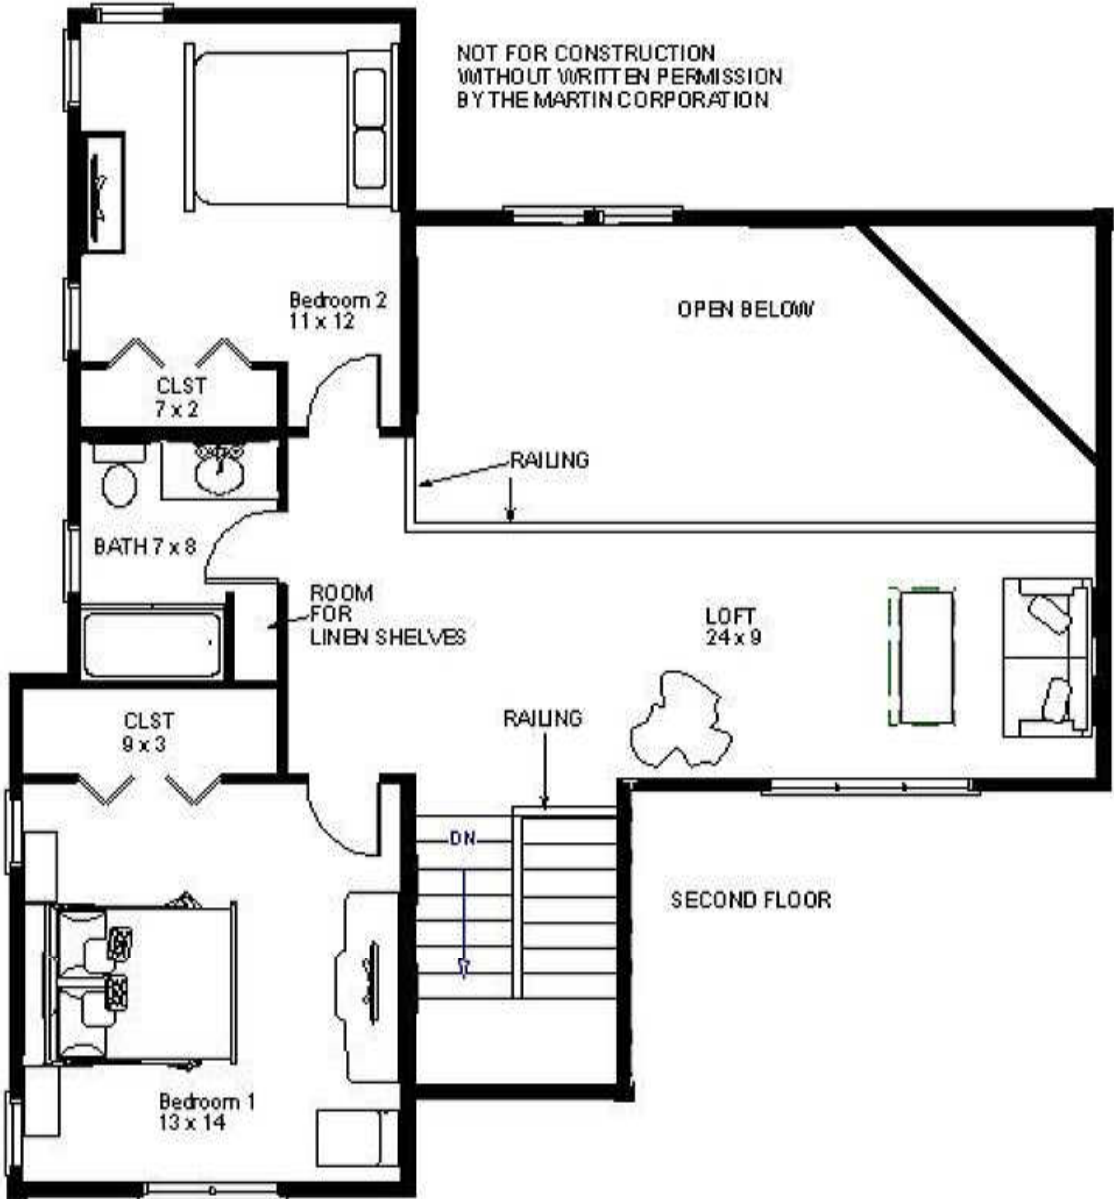 NOT FOR CONSTRUCTION
WITHOUT WRITTEN PERMISSION
BY THE MARTIN CORPORATION
Bedroom 2
11 x 12
OPEN BELOW
CLST
7 x 2
RAILING
BATH 7 x 8
ROOM
FOR
LINEN SHELVES
LOFT
24 x 9
CLST
9 x 3
RAILING
DN
SECOND FLOOR
Bedroom 1
13 x 14